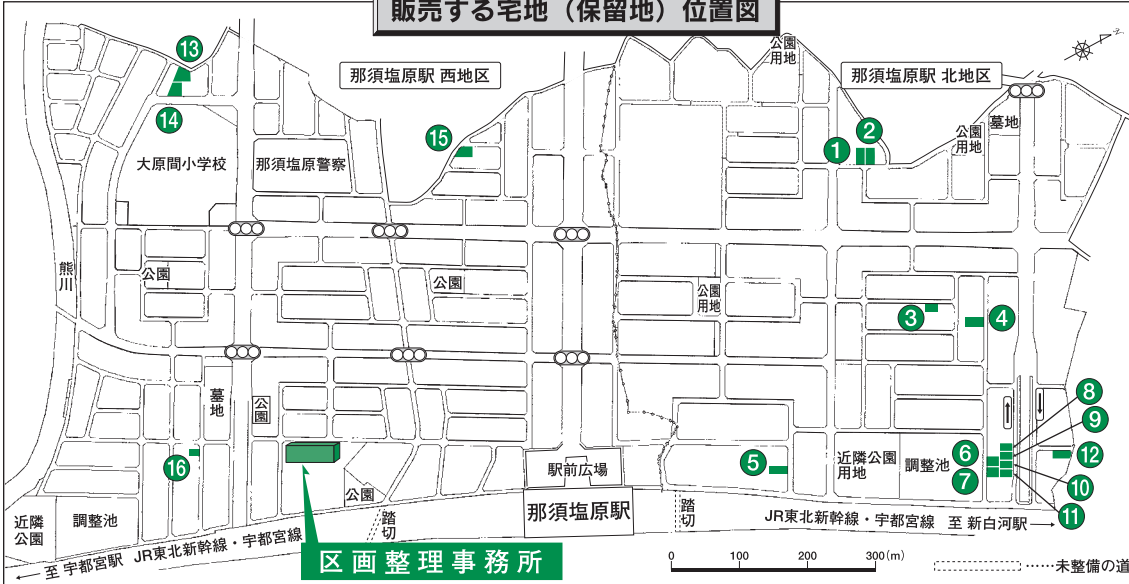 販売する宅地（保留地）位置図
公園
用地
那須塩原駅 西地区
那須塩原駅 北地区
13
14
15
1
2
墓地
公園
用地
大原間小学校
那須塩原警察
熊川
公園
公園
公園
用地
3
4
墓地
公園
8
9
6
7
12
10
11
16
5
近隣公園
用地
調整池
駅前広場
公園
那須塩原駅
踏切
踏切
近隣
公園
調整池
JR東北新幹線・宇都宮線
至 宇都宮駅
JR東北新幹線・宇都宮線 至 新白河駅
区画整理事務所
0 100 200 300(m)
……未整備の道